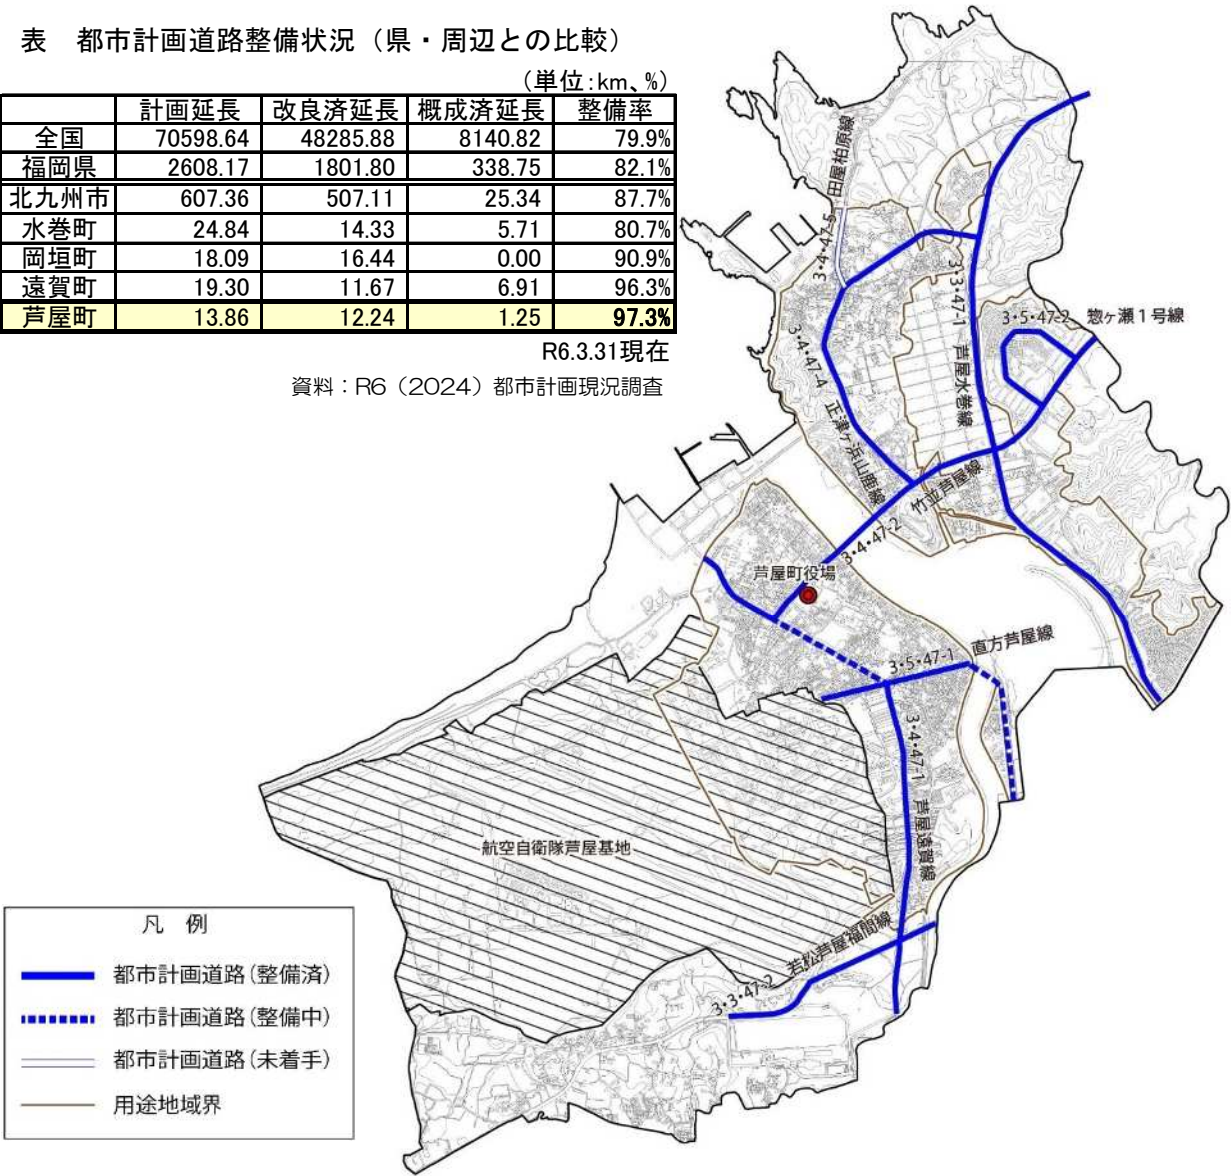 表 都市計画道路整備状況（県・周辺との比較）
（単位:km、%）
計画延長 改良済延長 概成済延長 整備率
全国 70598.64 48285.88 8140.82 79.9%
福岡県 2608.17 1801.80 338.75 82.1%
北九州市 607.36 507.11 25.34 87.7%
水巻町 24.84 14.33 5.71 80.7%
岡垣町 18.09 16.44 0.00 90.9%
遠賀町 19.30 11.67 6.91 96.3%
芦屋町 13.86 12.24 1.25 97.3%
R6.3.31現在
資料：R6（2024）都市計画現況調査
3・4・47-5 田屋柏原線
3・3・47-1 芦屋水巻線
3・5・47-2 惣ヶ瀬1号線
3・4・47-4 正津ヶ浜山鹿線
3・4・47-2 竹並芦屋線
芦屋町役場
3・5・47-1 直方芦屋線
3・4・47-1 芦屋遠賀線
航空自衛隊芦屋基地
3・3・47-2 若松芦屋福間線
凡 例
都市計画道路（整備済）
都市計画道路（整備中）
都市計画道路（未着手）
用途地域界